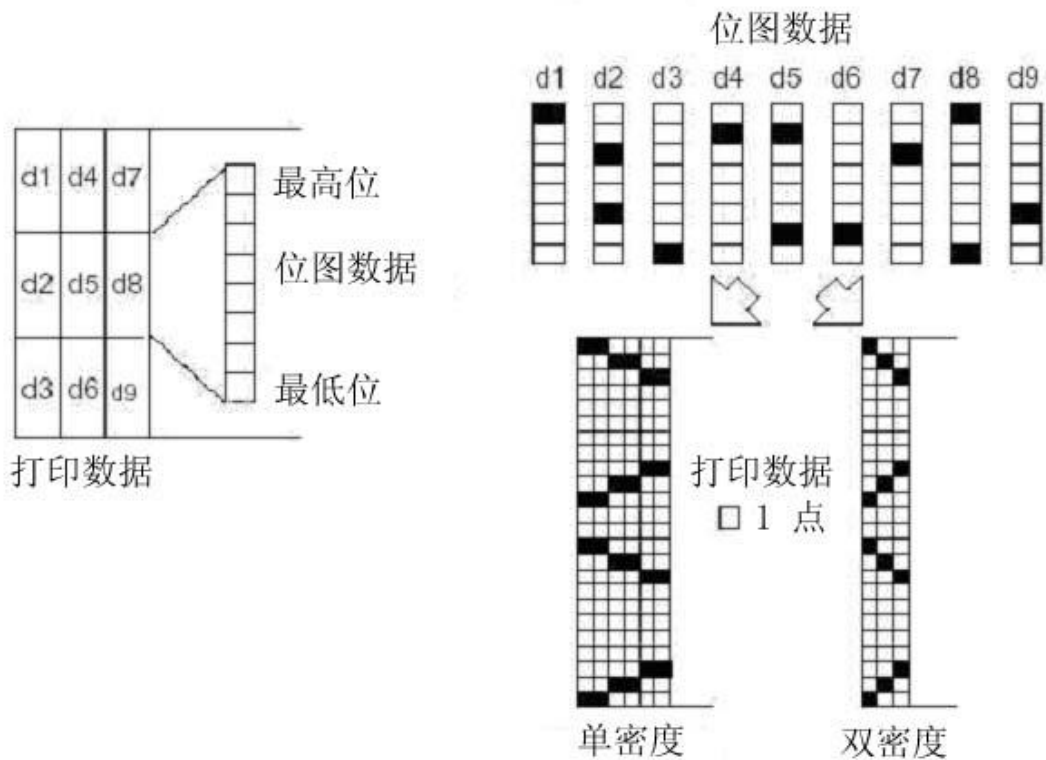 位图数据
d1 d2 d3 d4 d5 d6 d7 d8 d9
d1 d4 d7
d2 d5 d8
d3 d6 d9
最高位
位图数据
最低位
打印数据
打印数据
1 点
单密度
双密度